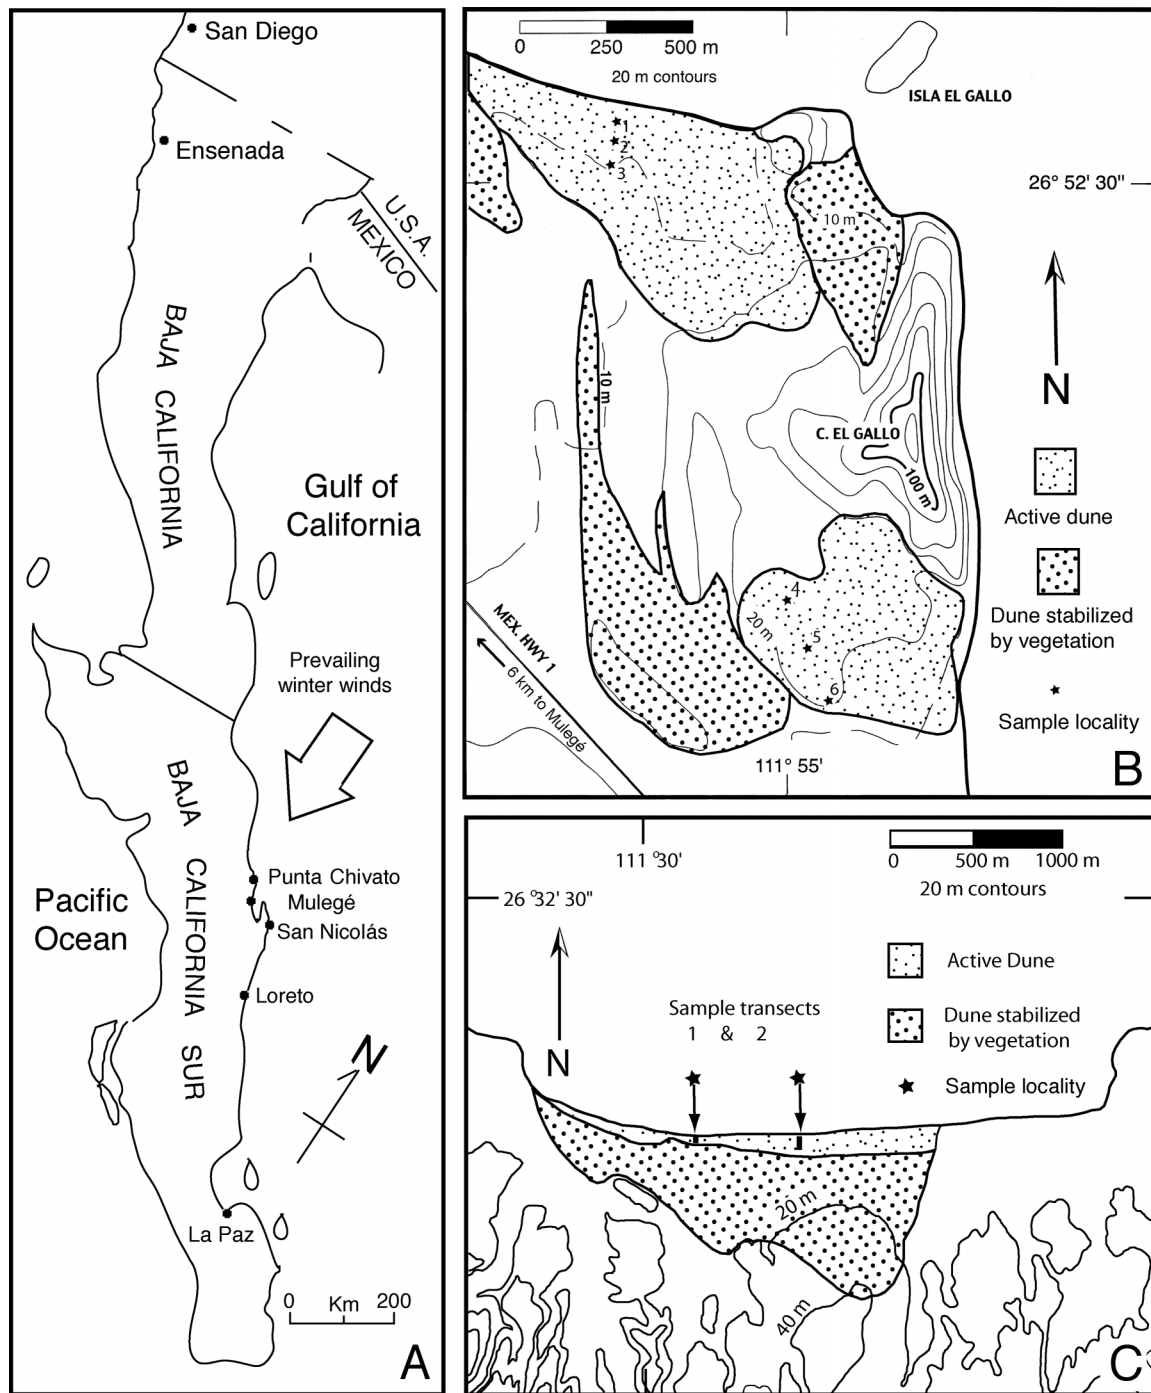 San Diego
Ensenada
U.S.A.
MEXICO
BAJA CALIFORNIA
Gulf of
California
Prevailing
winter winds
BAJA CALIFORNIA SUR
Punta Chivato
Mulegé
San Nicolás
Pacific
Ocean
Loreto
N
La Paz
0 Km 200
A
0 250 500 m
20 m contours
ISLA EL GALLO
1
2
3
26° 52' 30"
10 m
N
10 m
C. EL GALLO
100 m
Active dune
4
20 m
5
6
Dune stabilized
by vegetation
MEX. HWY 1
6 km to Mulegé
Sample locality
111° 55'
B
111°30'
0 500 m 1000 m
20 m contours
26°32' 30"
Active Dune
Sample transects
1 & 2
Dune stabilized
by vegetation
N
Sample locality
20 m
40 m
C